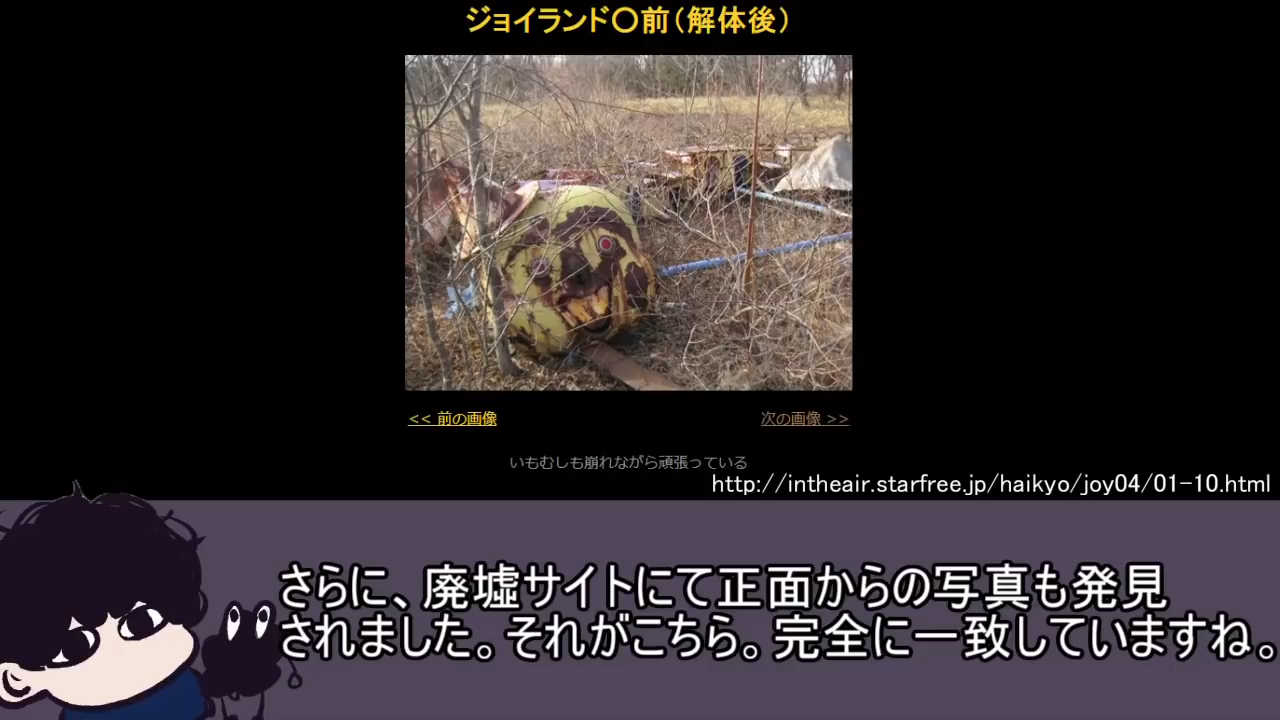 ジョイランド〇前（解体後）
<< 前の画像
次の画像 >>
いもむしも崩れながら頑張っている
http://intheair.starfree.jp/haikyo/joy04/01-10.html
さらに、廃墟サイトにて正面からの写真も発見
されました。それがこちら。完全に一致していますね。